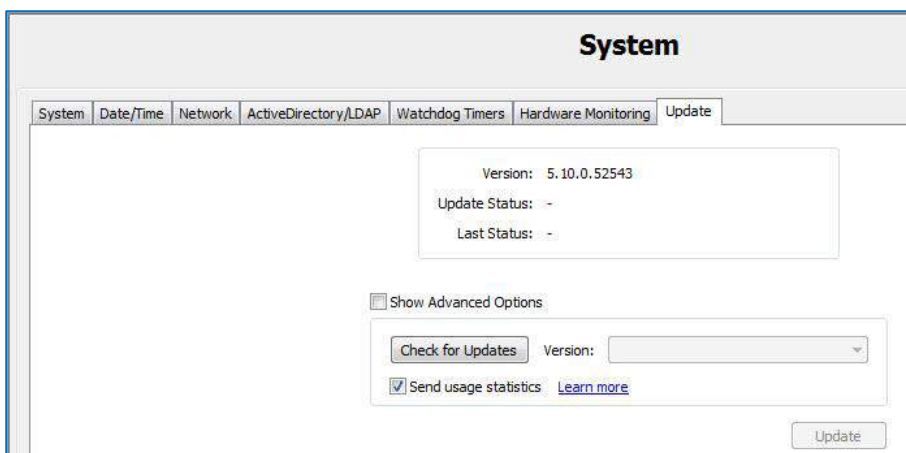 System
System Date/Time Network ActiveDirectory/LDAP Watchdog Timers Hardware Monitoring Update
Version: 5.10.0.52543
Update Status: -
Last Status: -
Show Advanced Options
Check for Updates Version:
Send usage statistics Learn more
Update